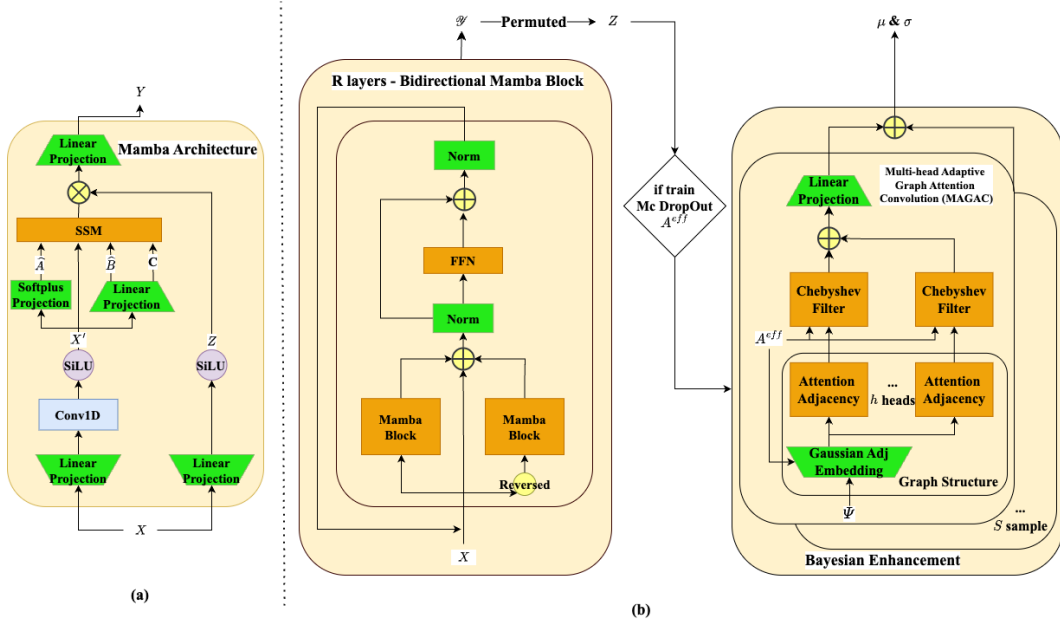 Y
Linear
Projection
Mamba Architecture
SSM
Â
B̂
C
Softplus
Projection
Linear
Projection
X′
Z
SiLU
SiLU
Conv1D
Linear
Projection
Linear
Projection
X
(a)
𝒴
Permuted
Z
R layers - Bidirectional Mamba Block
Norm
FFN
Norm
Mamba
Block
Mamba
Block
Reversed
X
if train
Mc DropOut
A^{eff}
μ & σ
Linear
Projection
Multi-head Adaptive
Graph Attention
Convolution (MAGAC)
Chebyshev
Filter
Chebyshev
Filter
A^{eff}
Attention
Adjacency
...
h heads
Attention
Adjacency
Gaussian Adj
Embedding
Graph Structure
Ψ
...
S sample
Bayesian Enhancement
(b)